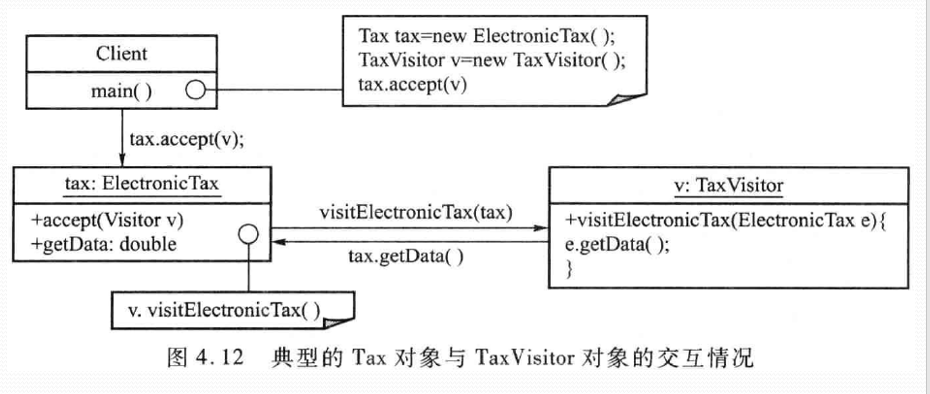 Client
main( )
Tax tax=new ElectronicTax( );
TaxVisitor v=new TaxVisitor( );
tax.accept(v)
tax.accept(v);
tax: ElectronicTax
+accept(Visitor v)
+getData: double
visitElectronicTax(tax)
tax.getData( )
v: TaxVisitor
+visitElectronicTax(ElectronicTax e){
e.getData( );
}
v. visitElectronicTax( )
图 4.12 典型的 Tax 对象与 TaxVisitor 对象的交互情况